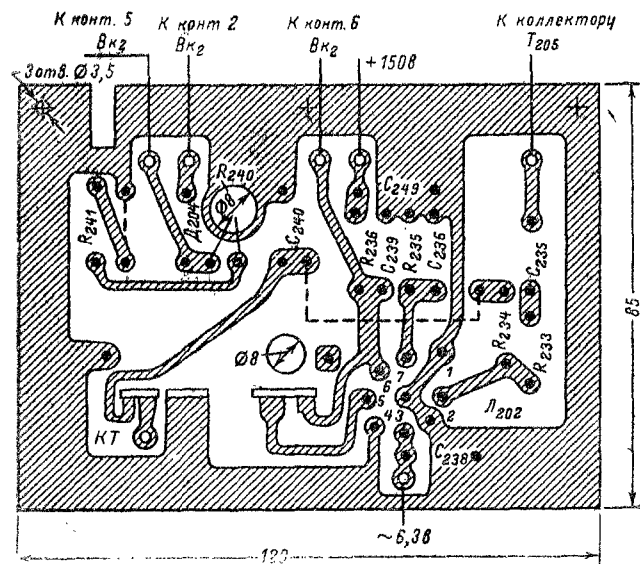 К конт. 5
Вк2
К конт 2
Вк2
К конт. 6
Вк2
К коллектору
Т205
3 отв. Ø3,5
+150В
R240
Ø8
Д204
R241
С240
С249
R236
С239
R235
С236
С235
R234
R233
85
Ø8
6
7
1
5
4
3
2
Л202
КТ
С238
~6,3В
120